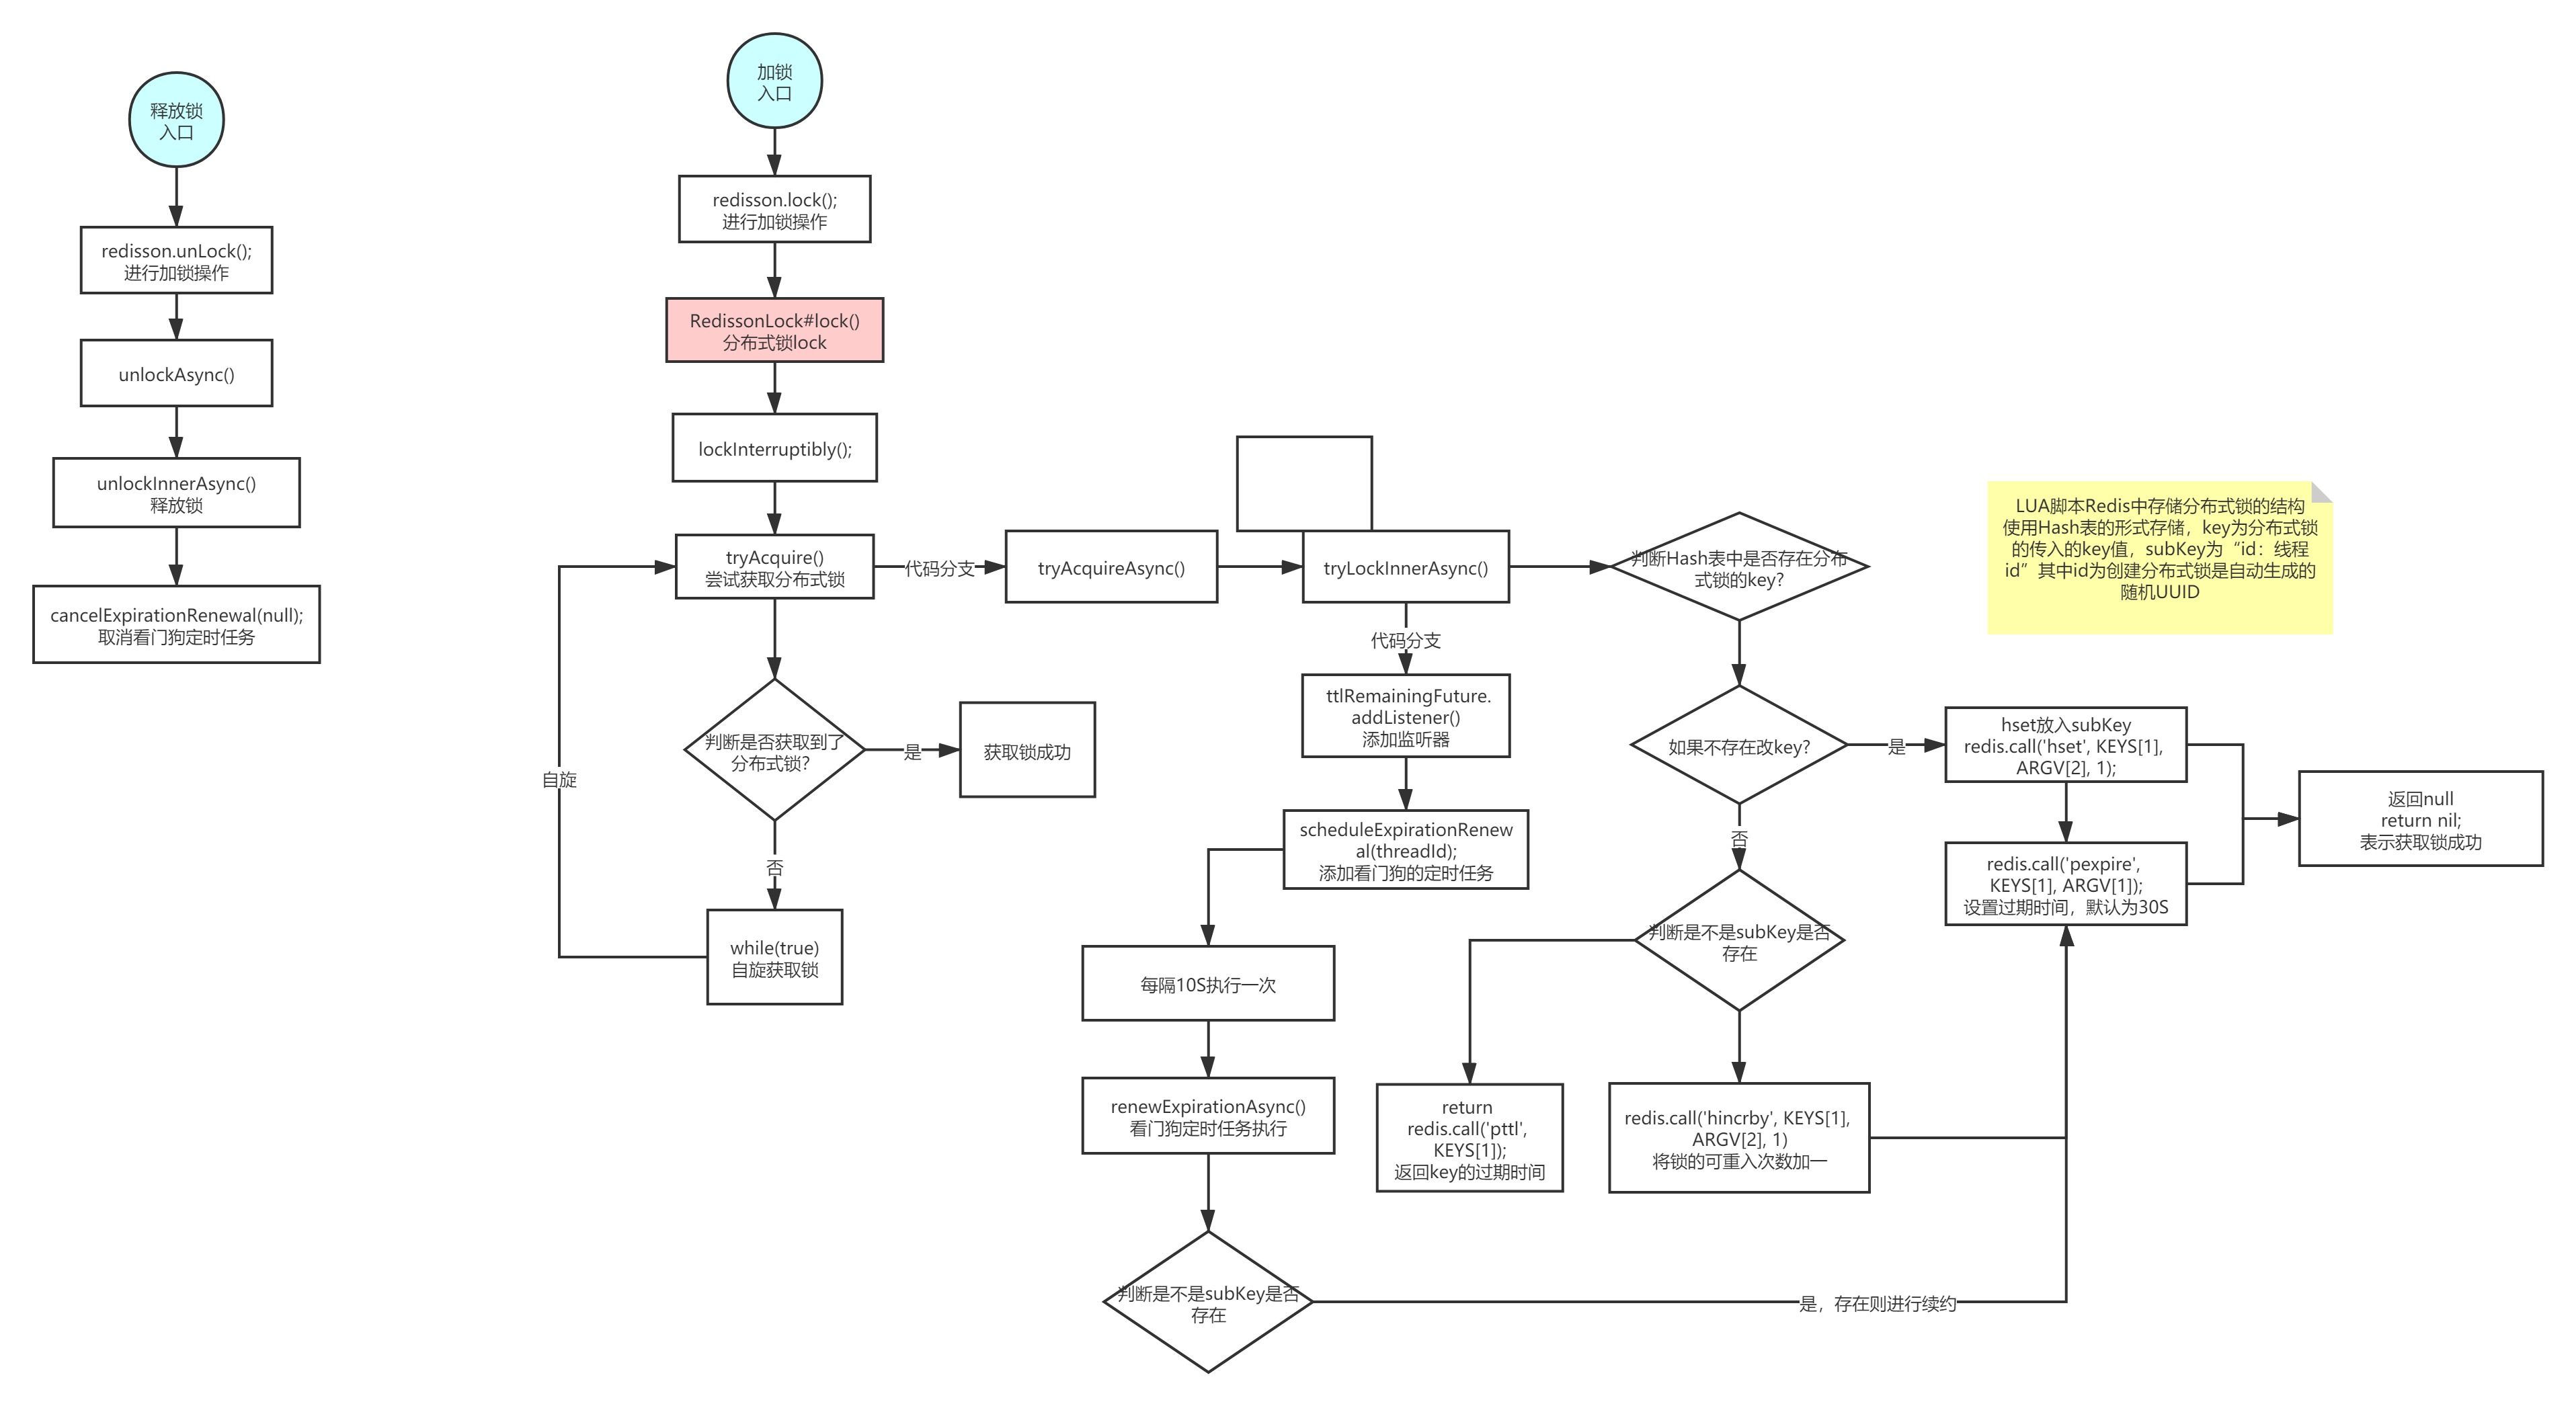 释放锁
入口
redisson.unLock();
进行加锁操作
unlockAsync()
unlockInnerAsync()
释放锁
cancelExpirationRenewal(null);
取消看门狗定时任务
加锁
入口
redisson.lock();
进行加锁操作
RedissonLock#lock()
分布式锁lock
lockInterruptibly();
tryAcquire()
尝试获取分布式锁
判断是否获取到了
分布式锁?
是
获取锁成功
否
while(true)
自旋获取锁
自旋
代码分支
tryAcquireAsync()
tryLockInnerAsync()
代码分支
ttlRemainingFuture.
addListener()
添加监听器
scheduleExpirationRenew
al(threadId);
添加看门狗的定时任务
每隔10S执行一次
renewExpirationAsync()
看门狗定时任务执行
判断是不是subKey是否
存在
是，存在则进行续约
判断Hash表中是否存在分布
式锁的key?
如果不存在改key?
是
否
判断是不是subKey是否
存在
return
redis.call('pttl',
KEYS[1]);
返回key的过期时间
redis.call('hincrby', KEYS[1],
ARGV[2], 1)
将锁的可重入次数加一
hset放入subKey
redis.call('hset', KEYS[1],
ARGV[2], 1);
redis.call('pexpire',
KEYS[1], ARGV[1]);
设置过期时间，默认为30S
返回null
return nil;
表示获取锁成功
LUA脚本Redis中存储分布式锁的结构
使用Hash表的形式存储，key为分布式锁
的传入的key值，subKey为“id：线程
id”其中id为创建分布式锁是自动生成的
随机UUID